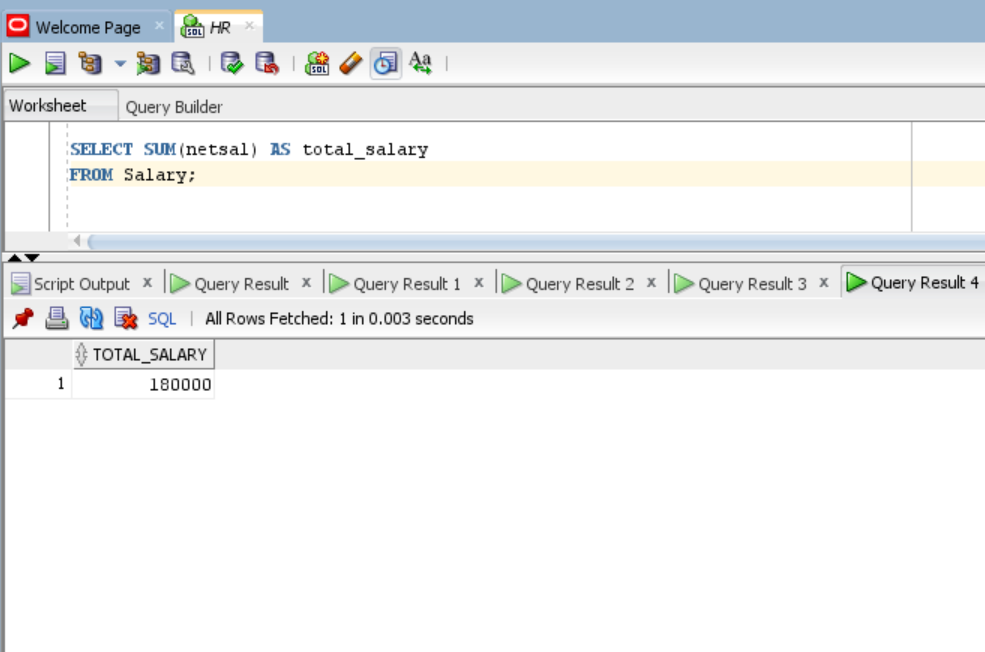 Welcome Page HR
Worksheet Query Builder
SELECT SUM(netsal) AS total_salary
FROM Salary;
Script Output x Query Result x Query Result 1 x Query Result 2 x Query Result 3 x Query Result 4
SQL | All Rows Fetched: 1 in 0.003 seconds
TOTAL_SALARY
1 180000